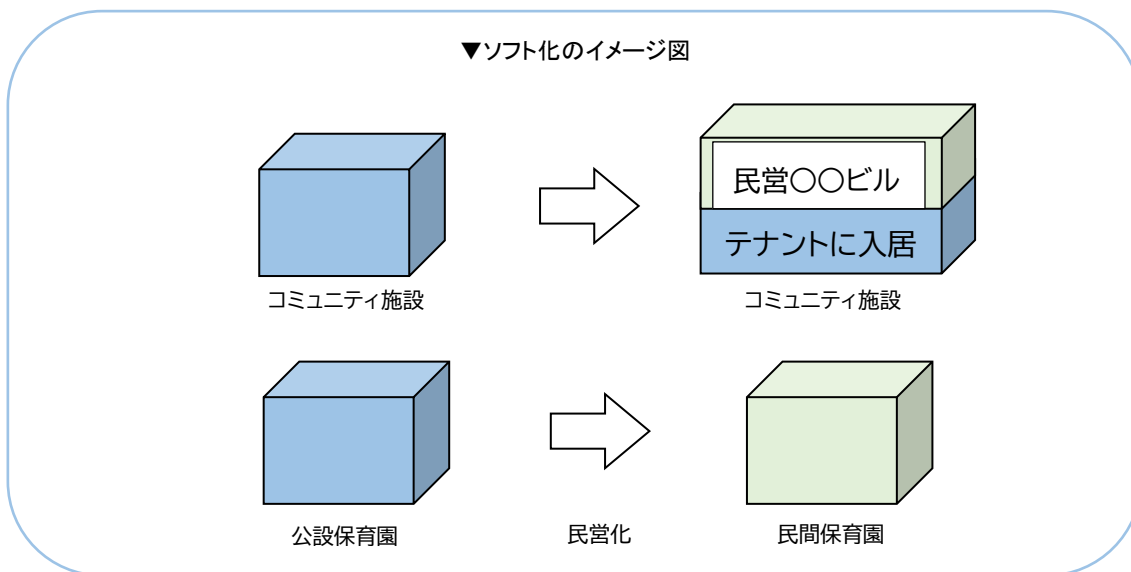 ▼ソフト化のイメージ図
民営〇〇ビル
テナントに入居
コミュニティ施設
コミュニティ施設
公設保育園
民営化
民間保育園